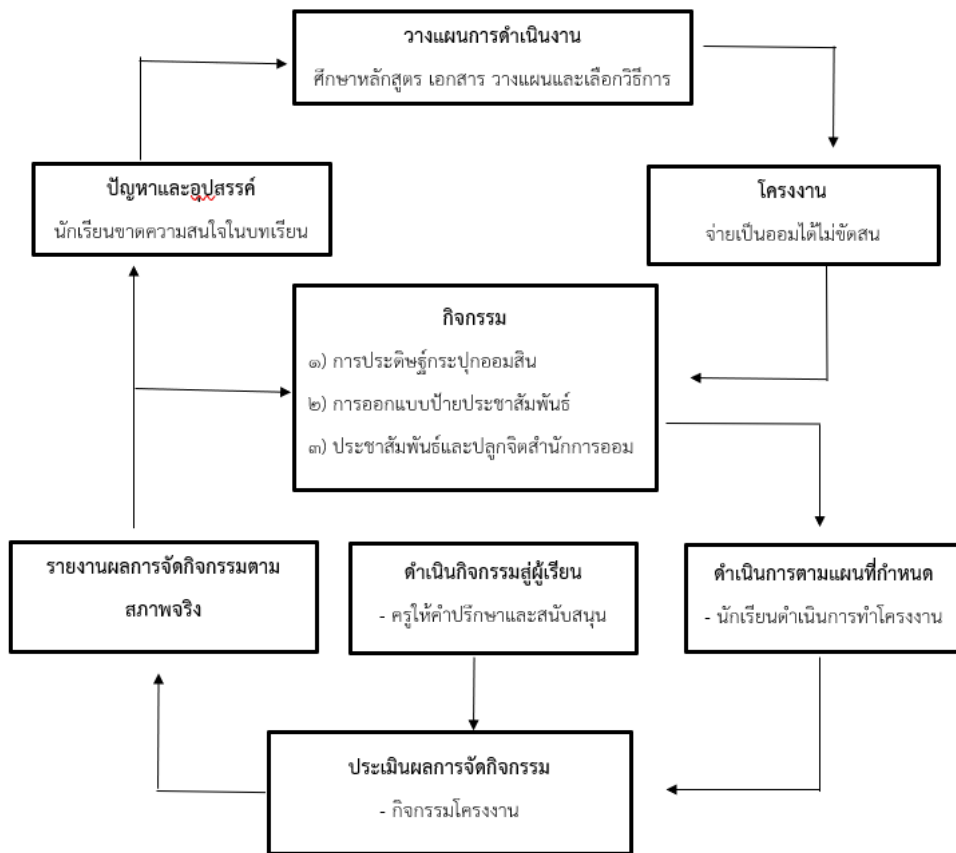 วางแผนการดำเนินงาน
ศึกษาหลักสูตร เอกสาร วางแผนและเลือกวิธีการ
ปัญหาและอุปสรรค์
นักเรียนขาดความสนใจในบทเรียน
โครงงาน
จ่ายเป็นออมได้ไม่ขัดสน
กิจกรรม
๑) การประดิษฐ์กระปุกออมสิน
๒) การออกแบบป้ายประชาสัมพันธ์
๓) ประชาสัมพันธ์และปลูกจิตสำนักการออม
รายงานผลการจัดกิจกรรมตาม
สภาพจริง
ดำเนินกิจกรรมสู่ผู้เรียน
- ครูให้คำปรึกษาและสนับสนุน
ดำเนินการตามแผนที่กำหนด
- นักเรียนดำเนินการทำโครงงาน
ประเมินผลการจัดกิจกรรม
- กิจกรรมโครงงาน